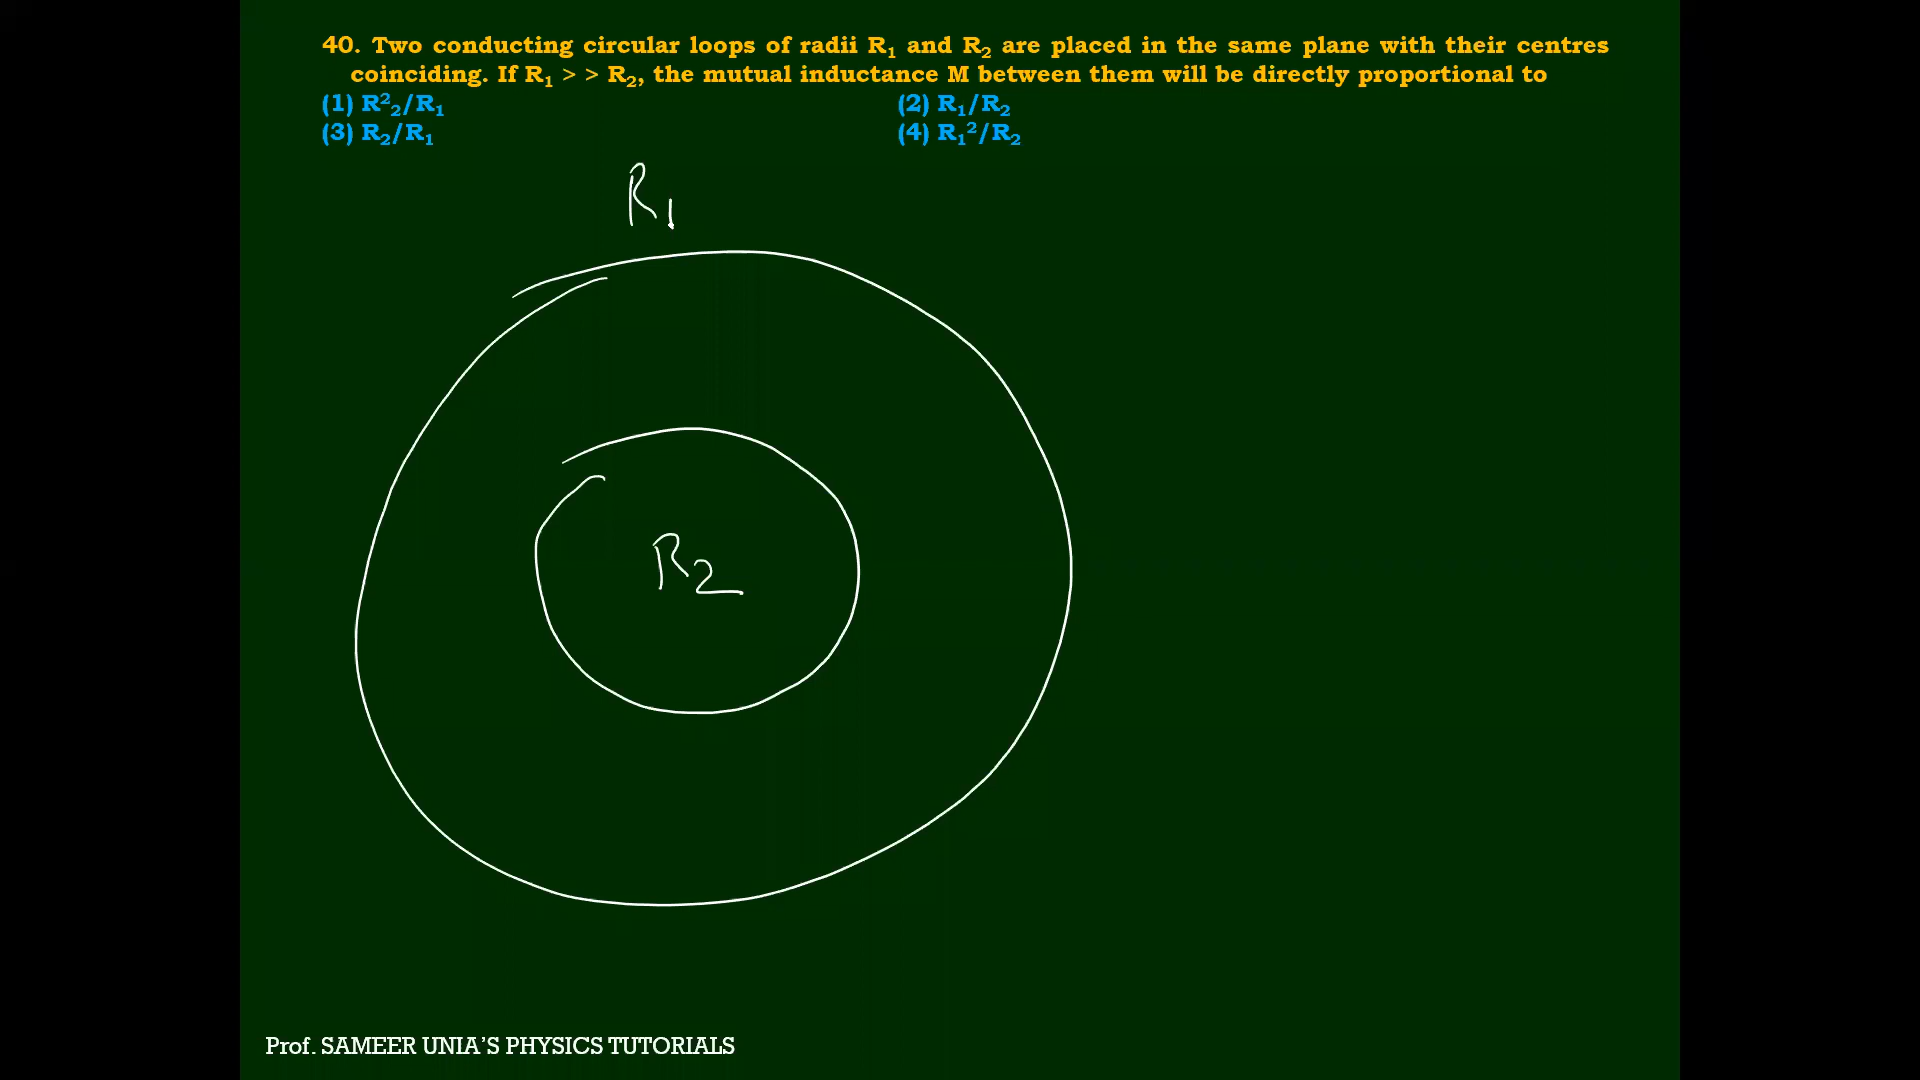 40. Two conducting circular loops of radii R₁ and R₂ are placed in the same plane with their centres
coinciding. If R₁ > > R₂, the mutual inductance M between them will be directly proportional to
(1) R²₂/R₁ (2) R₁/R₂
(3) R₂/R₁ (4) R₁²/R₂
R₁
R₂
Prof. SAMEER UNIA'S PHYSICS TUTORIALS